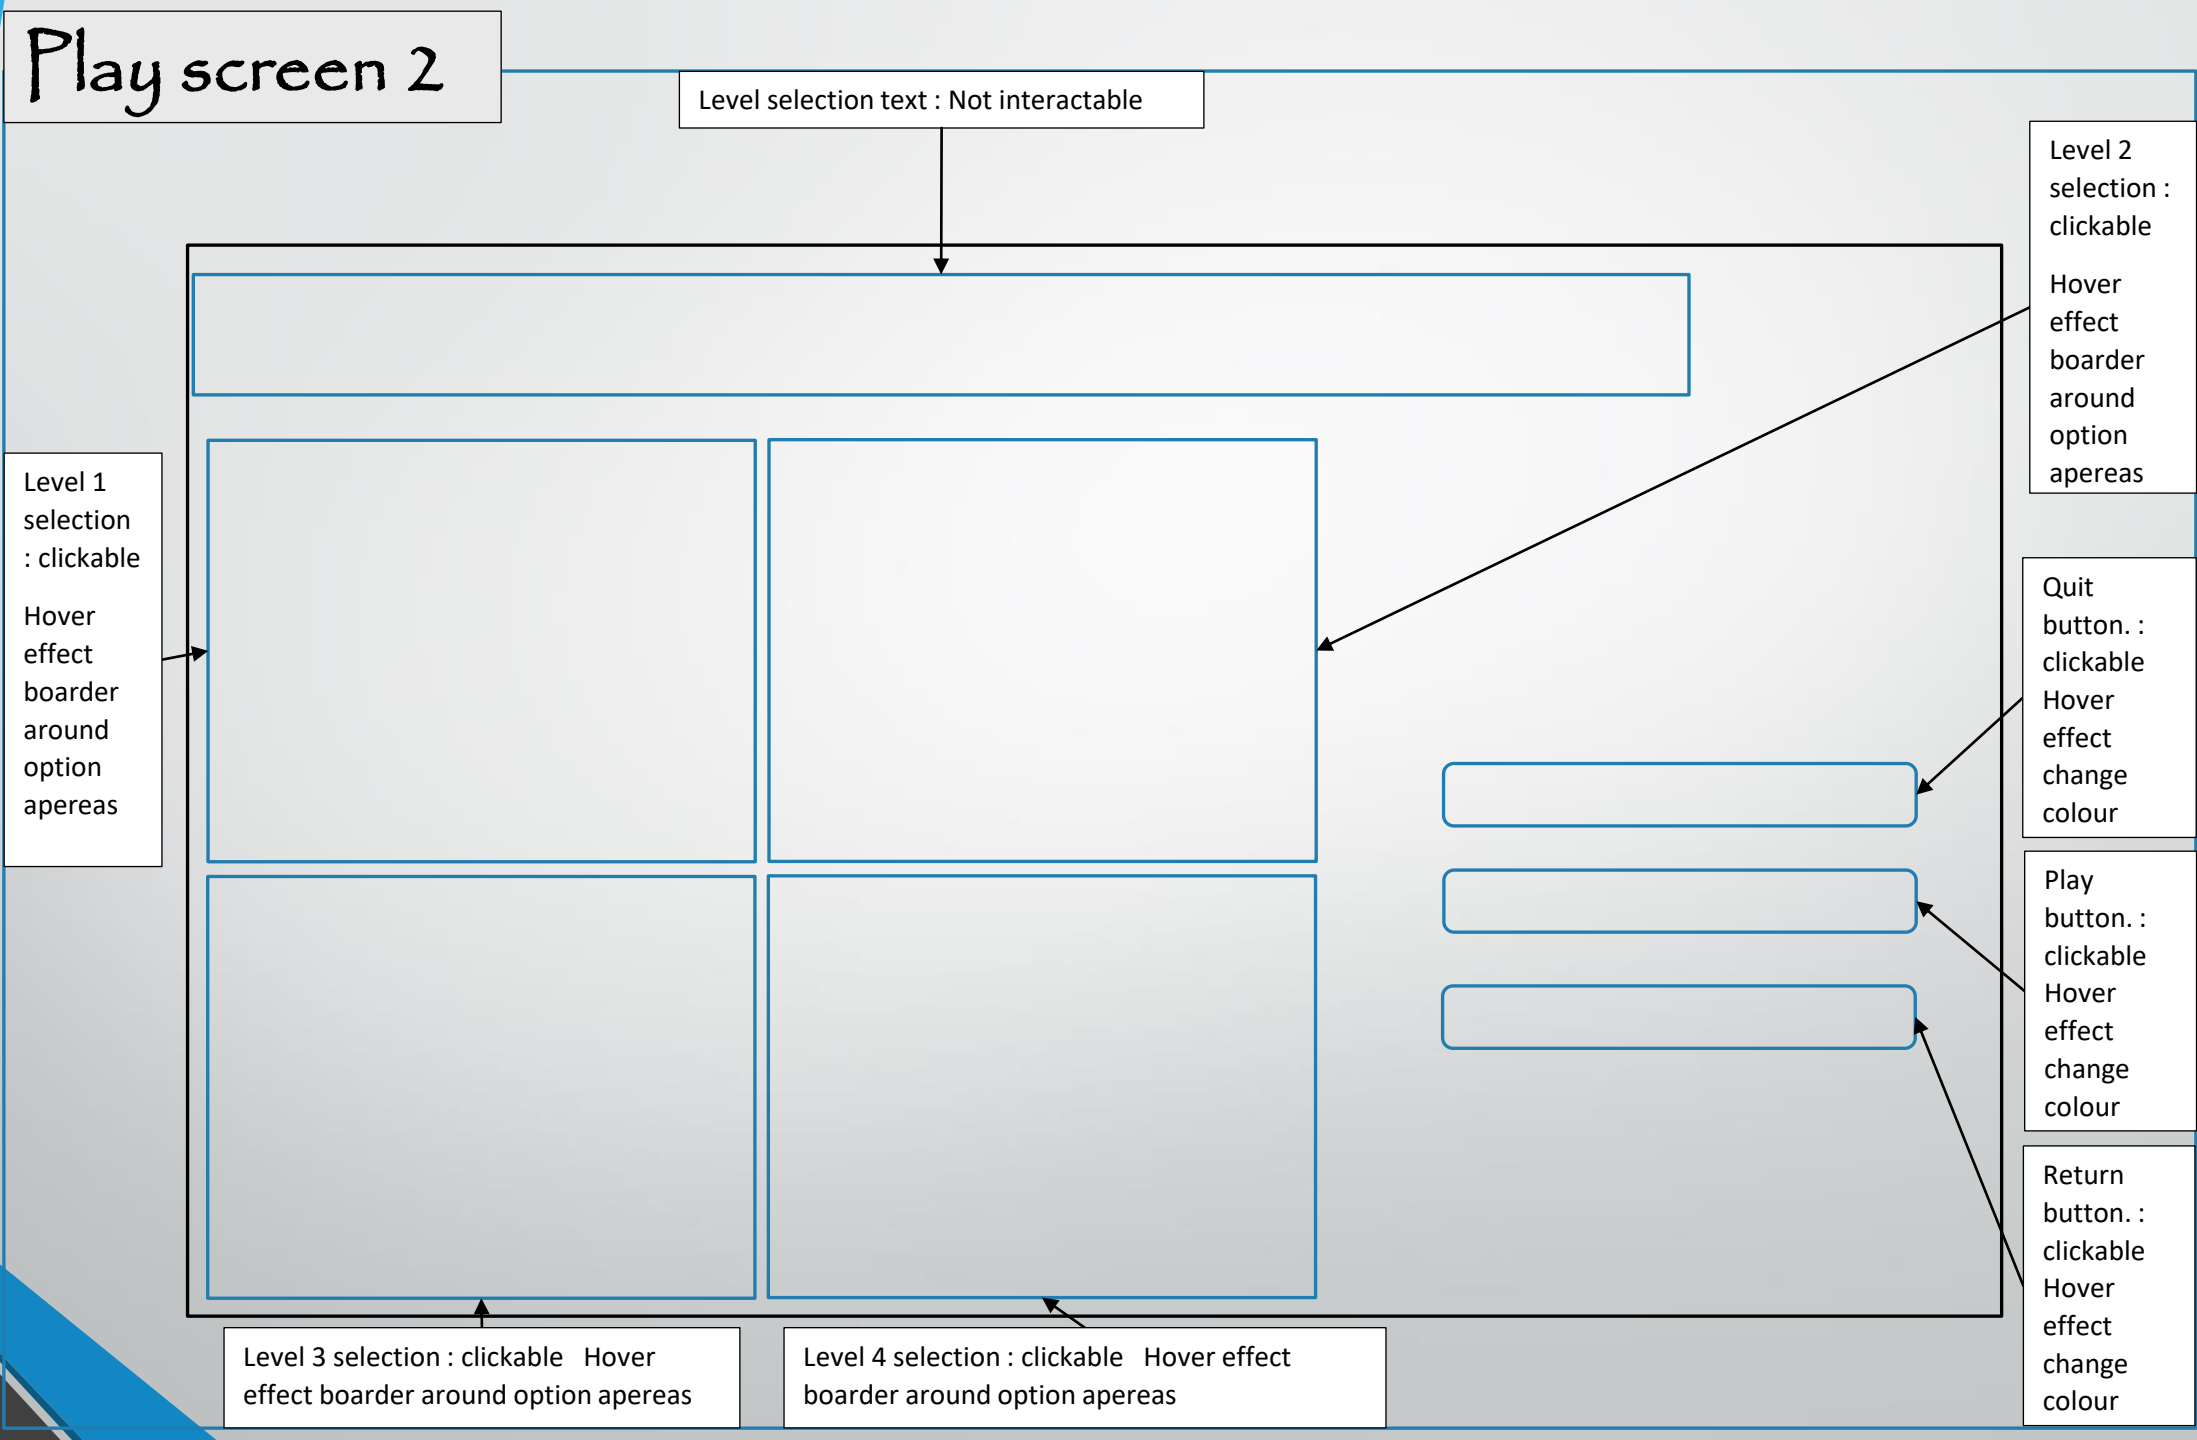 Play screen 2
Level selection text : Not interactable
Level 2
selection :
clickable
Hover
effect
boarder
around
option
apereas
Level 1
selection
: clickable
Hover
effect
boarder
around
option
apereas
Quit
button. :
clickable
Hover
effect
change
colour
Play
button. :
clickable
Hover
effect
change
colour
Return
button. :
clickable
Hover
effect
change
colour
Level 3 selection : clickable   Hover
effect boarder around option apereas
Level 4 selection : clickable   Hover effect
boarder around option apereas